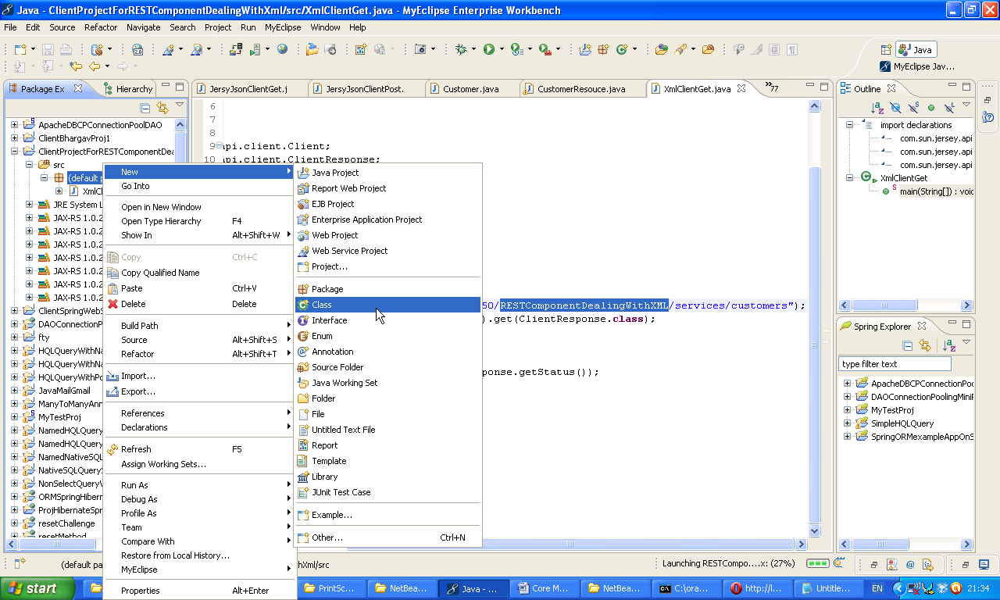 Java - ClientProjectForRESTComponentDealingWithXml/src/XmlClientGet.java - MyEclipse Enterprise Workbench
File Edit Source Refactor Navigate Search Project Run MyEclipse Window Help
Java
MyEclipse Jav...
Package Ex
Hierarchy
JersyJsonClientGet.j
JersyJsonClientPost.
Customer.java
CustomerResouce.java
XmlClientGet.java
77
Outline
ApacheDBCPConnectionPoolDAO
ClientBhargavProj1
ClientProjectForRESTComponentDea
src
(default p
XmlCl
JRE System L
JAX-RS 1.0.2
JAX-RS 1.0.2
JAX-RS 1.0.2
JAX-RS 1.0.2
JAX-RS 1.0.2
JAX-RS 1.0.2
JAX-RS 1.0.2
ClientSpringWebS
DAOConnectionP
fty
HQLQueryWithNa
HQLQueryWithNa
HQLQueryWithPo
JavaMailGmail
ManyToManyAnn
MyTestProj
NamedHQLQuery
NamedHQLQuery
NamedNativeSQL
NativeSQLQueryS
NonSelectQueryV
ORMSpringHibern
ProjHibernateSpr
resetChallenge
resetMethod
6
7
8
9
10
api.client.Client;
api.client.ClientResponse;
50/RESTComponentDealingWithXML/services/customers");
).get(ClientResponse.class);
ponse.getStatus());
New
Go Into
Open in New Window
Open Type Hierarchy F4
Show In Alt+Shift+W
Copy Ctrl+C
Copy Qualified Name
Paste Ctrl+V
Delete Delete
Build Path
Source Alt+Shift+S
Refactor Alt+Shift+T
Import...
Export...
References
Declarations
Refresh F5
Assign Working Sets...
Run As
Debug As
Profile As
Team
Compare With
Restore from Local History...
MyEclipse
Properties Alt+Enter
Java Project
Report Web Project
EJB Project
Enterprise Application Project
Web Project
Web Service Project
Project...
Package
Class
Interface
Enum
Annotation
Source Folder
Java Working Set
Folder
File
Untitled Text File
Report
Template
Library
JUnit Test Case
Example...
Other... Ctrl+N
import declarations
com.sun.jersey.api
com.sun.jersey.api
com.sun.jersey.api
XmlClientGet
main(String[]) : voic
Spring Explorer
type filter text
ApacheDBCPConnectionPoo
DAOConnectionPoolingMiniP
MyTestProj
SimpleHQLQuery
SpringORMexampleAppOnS
(default pa
hXml/src
Launching RESTCompo....x: (27%)
start
PrintSc...
NetBea...
Java - ...
Core M...
NetBea...
C:\ora...
http://l...
Untitle...
EN
21:34